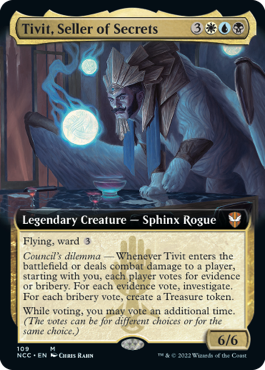 Tivit, Seller of Secrets 3
Legendary Creature — Sphinx Rogue
Flying, ward 3
Council's dilemma — Whenever Tivit enters the
battlefield or deals combat damage to a player,
starting with you, each player votes for evidence
or bribery. For each evidence vote, investigate.
For each bribery vote, create a Treasure token.
While voting, you may vote an additional time.
(The votes can be for different choices or for
the same choice.)
6/6
109 M
NCC • EN Chris Rahn
™ & © 2022 Wizards of the Coast